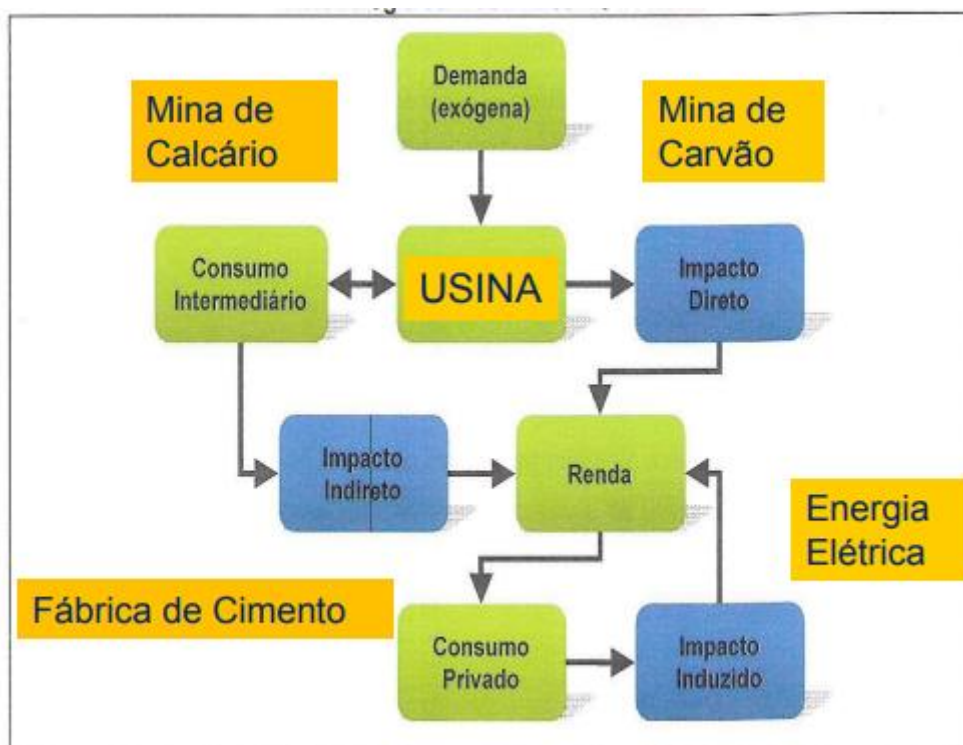 Demanda
(exógena)
Mina de
Calcário
Mina de
Carvão
Consumo
Intermediário
USINA
Impacto
Direto
Impacto
Indireto
Renda
Energia
Elétrica
Fábrica de Cimento
Consumo
Privado
Impacto
Induzido